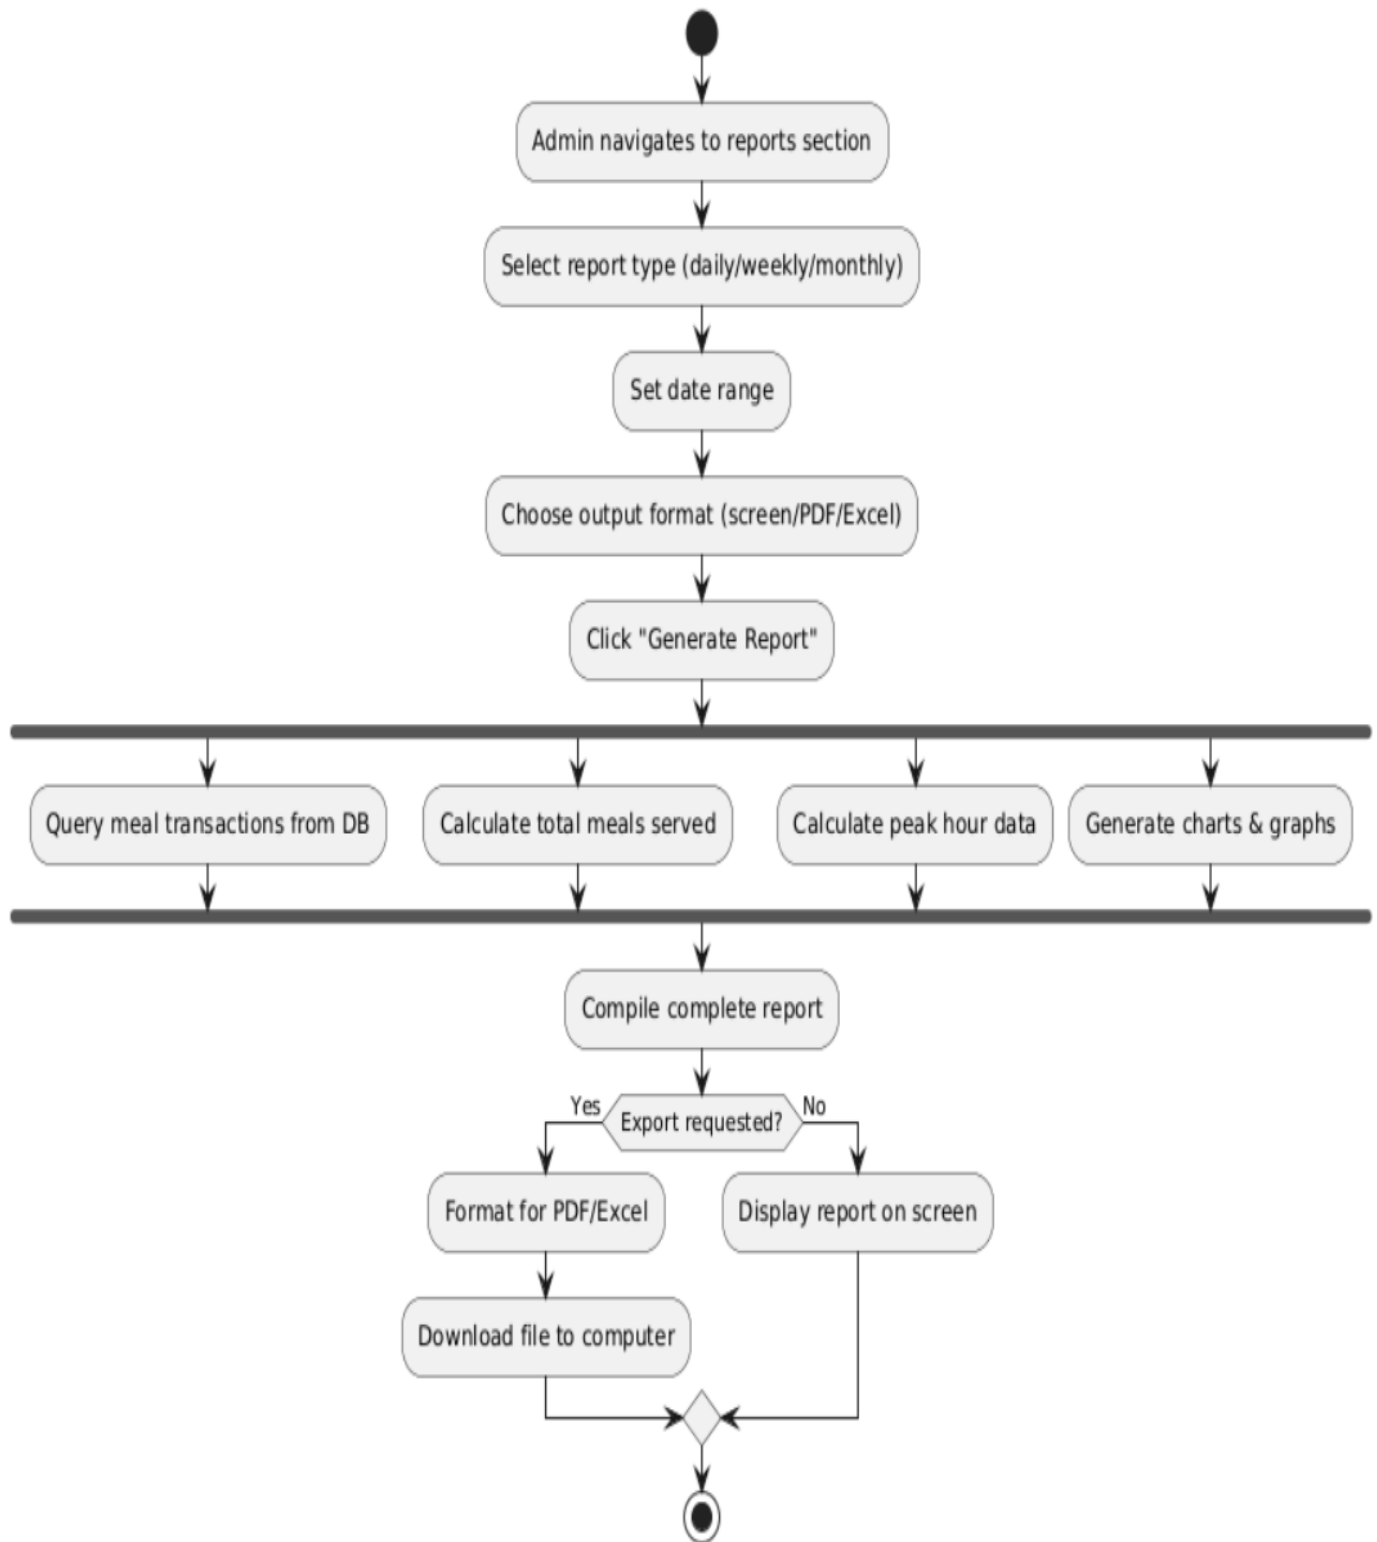 Admin navigates to reports section
Select report type (daily/weekly/monthly)
Set date range
Choose output format (screen/PDF/Excel)
Click "Generate Report"
Query meal transactions from DB
Calculate total meals served
Calculate peak hour data
Generate charts & graphs
Compile complete report
Yes
Export requested?
No
Format for PDF/Excel
Display report on screen
Download file to computer